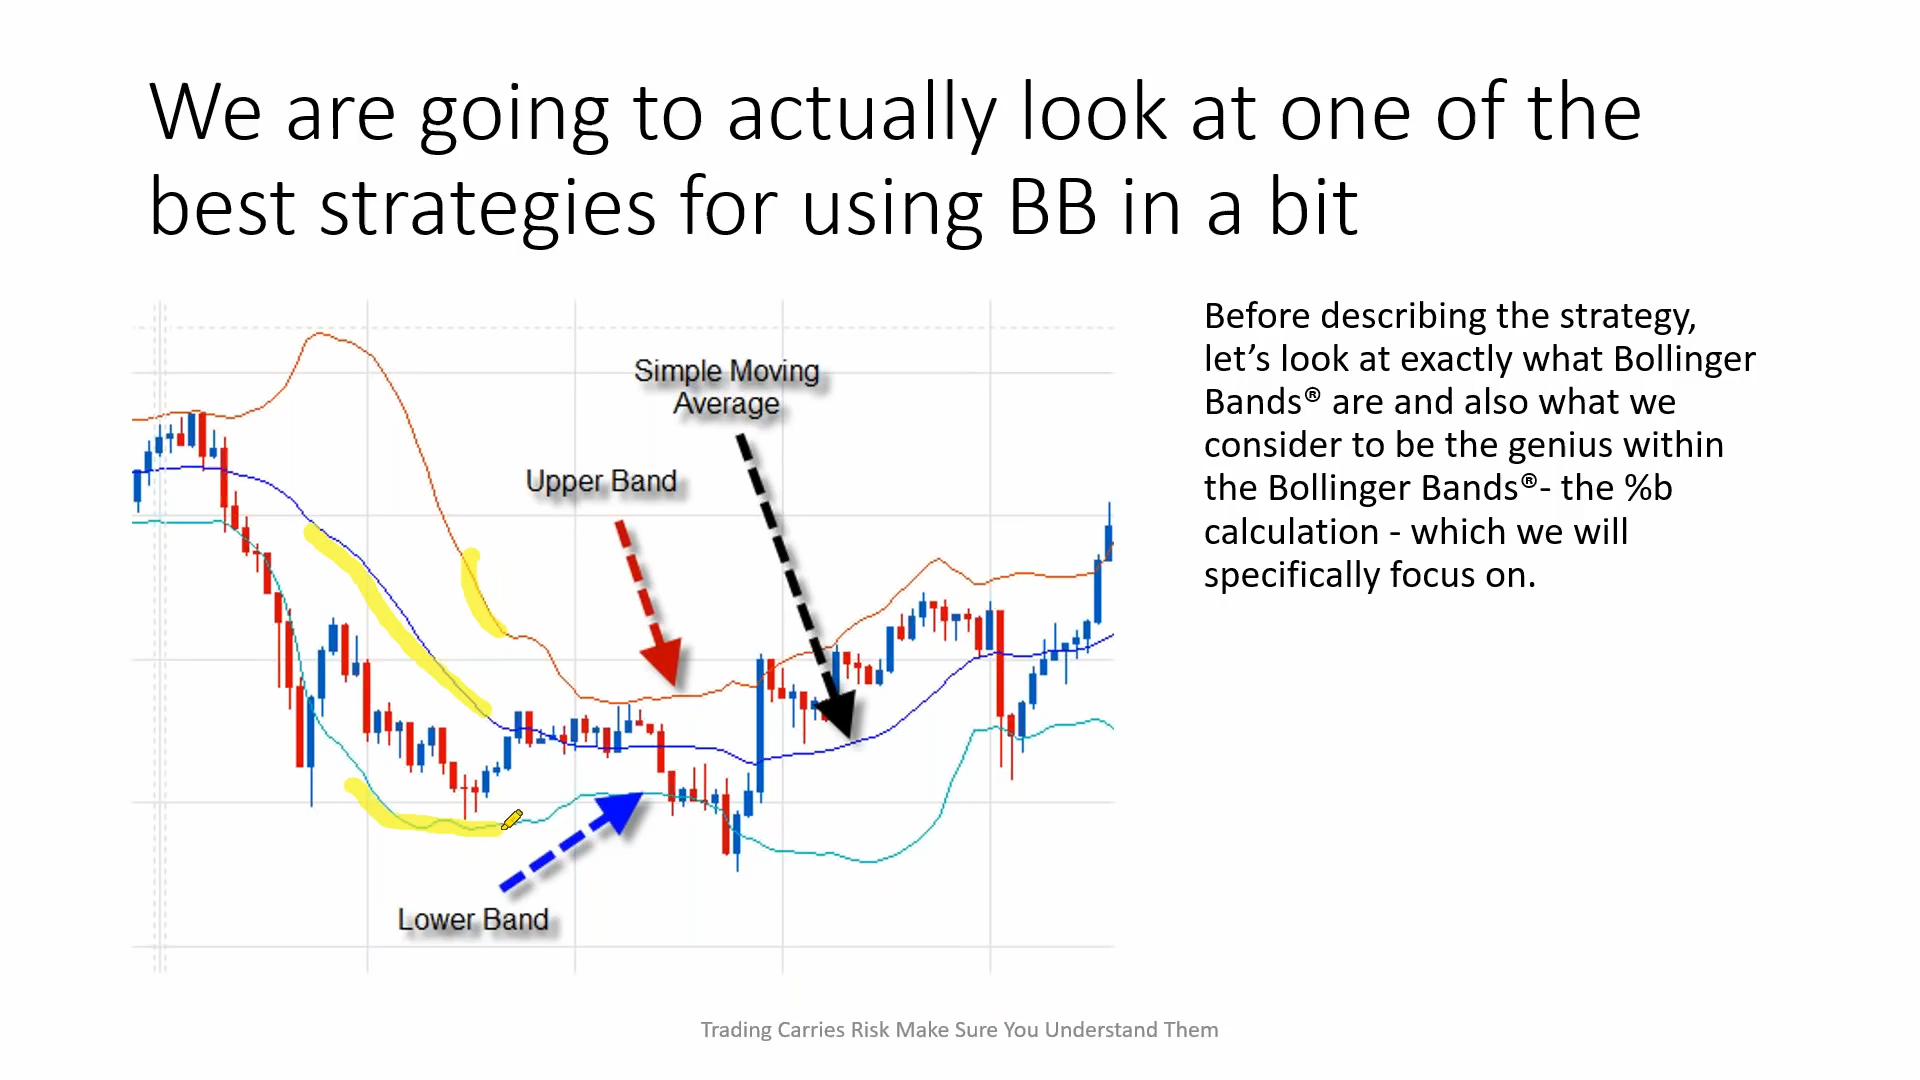 We are going to actually look at one of the
best strategies for using BB in a bit
Simple Moving
Average
Upper Band
Lower Band
Before describing the strategy,
let’s look at exactly what Bollinger
Bands® are and also what we
consider to be the genius within
the Bollinger Bands®- the %b
calculation - which we will
specifically focus on.
Trading Carries Risk Make Sure You Understand Them